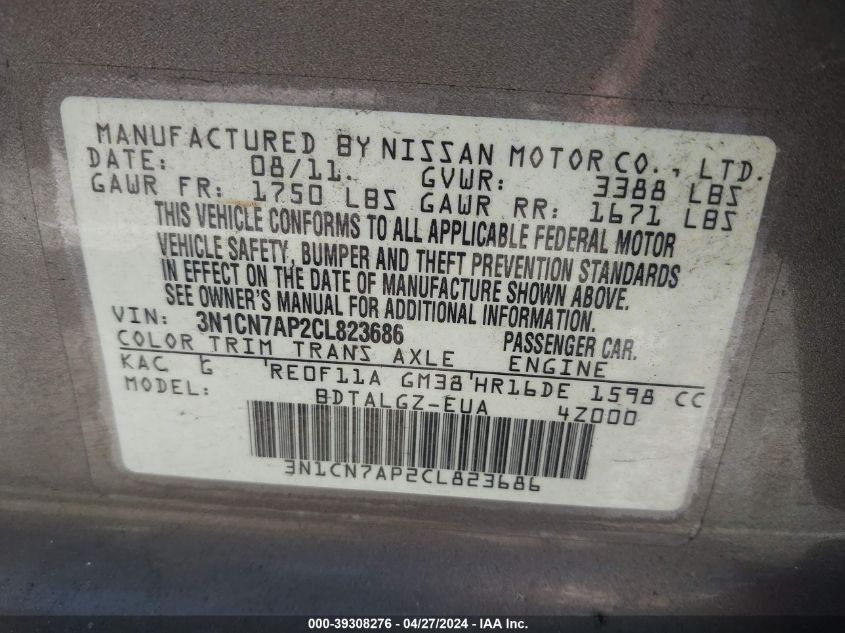 MANUFACTURED BY NISSAN MOTOR CO., LTD.
DATE: 08/11. GVWR: 3388 LBS
GAWR FR: 1750 LBS GAWR RR: 1671 LBS
THIS VEHICLE CONFORMS TO ALL APPLICABLE FEDERAL MOTOR
VEHICLE SAFETY, BUMPER AND THEFT PREVENTION STANDARDS
IN EFFECT ON THE DATE OF MANUFACTURE SHOWN ABOVE.
SEE OWNER'S MANUAL FOR ADDITIONAL INFORMATION.
VIN: 3N1CN7AP2CL823686 PASSENGER CAR.
COLOR TRIM TRANS AXLE ENGINE
KAC G RE0F11A GM38 HR16DE 1598 CC
MODEL: BDTALGZ-EUA 4Z000
3N1CN7AP2CL823686
000-39308276 - 04/27/2024 - IAA Inc.